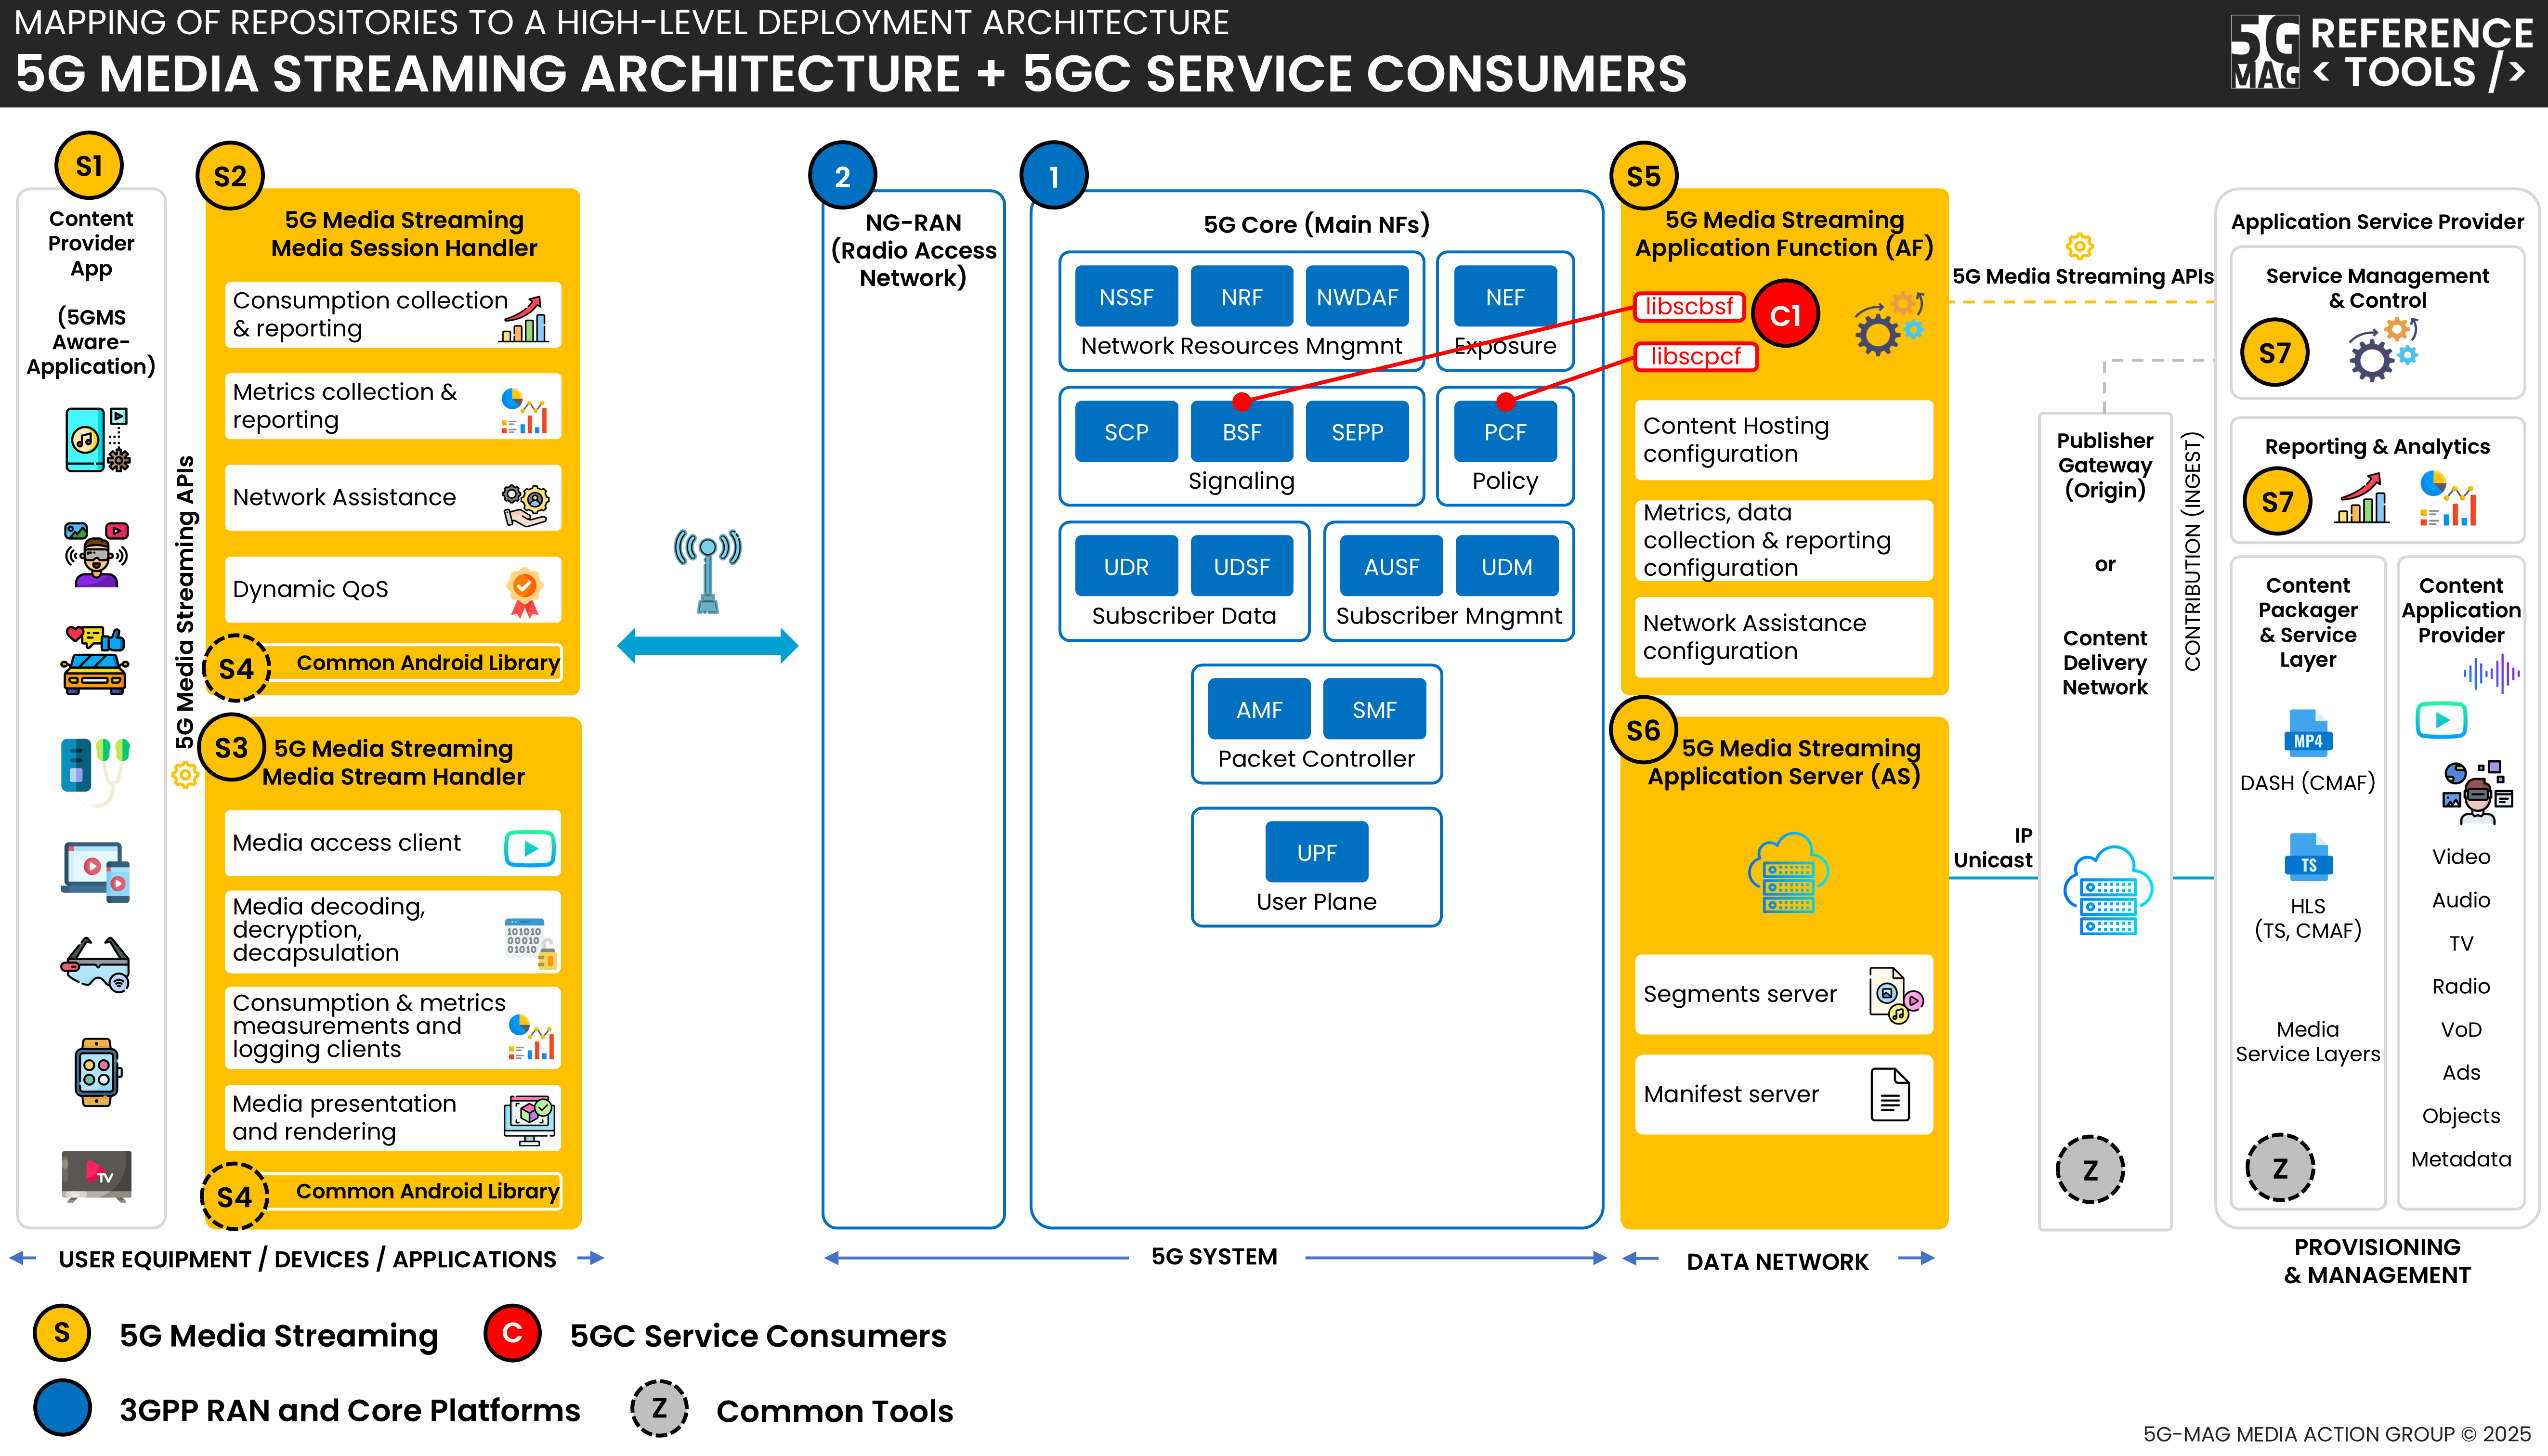 MAPPING OF REPOSITORIES TO A HIGH-LEVEL DEPLOYMENT ARCHITECTURE
5G MEDIA STREAMING ARCHITECTURE + 5GC SERVICE CONSUMERS
5G
MAG
REFERENCE
< TOOLS />
S1
Content
Provider
App
(5GMS
Aware-
Application)
TV
5G Media Streaming APIs
S2
5G Media Streaming
Media Session Handler
Consumption collection
& reporting
Metrics collection &
reporting
Network Assistance
Dynamic QoS
S4
Common Android Library
S3
5G Media Streaming
Media Stream Handler
Media access client
Media decoding,
decryption,
decapsulation
101010
00010
01010
Consumption & metrics
measurements and
logging clients
Media presentation
and rendering
S4
Common Android Library
2
NG-RAN
(Radio Access
Network)
1
5G Core (Main NFs)
NSSF
NRF
NWDAF
Network Resources Mngmnt
NEF
Exposure
SCP
BSF
SEPP
Signaling
PCF
Policy
UDR
UDSF
Subscriber Data
AUSF
UDM
Subscriber Mngmnt
AMF
SMF
Packet Controller
UPF
User Plane
S5
5G Media Streaming
Application Function (AF)
libscbsf
C1
libscpcf
Content Hosting
configuration
Metrics, data
collection & reporting
configuration
Network Assistance
configuration
S6
5G Media Streaming
Application Server (AS)
Segments server
Manifest server
5G Media Streaming APIs
IP
Unicast
Publisher
Gateway
(Origin)
or
Content
Delivery
Network
Z
CONTRIBUTION (INGEST)
Application Service Provider
Service Management
& Control
S7
Reporting & Analytics
S7
Content
Packager
& Service
Layer
MP4
DASH (CMAF)
TS
HLS
(TS, CMAF)
Media
Service Layers
Z
Content
Application
Provider
Video
Audio
TV
Radio
VoD
Ads
Objects
Metadata
USER EQUIPMENT / DEVICES / APPLICATIONS
5G SYSTEM
DATA NETWORK
PROVISIONING
& MANAGEMENT
S
5G Media Streaming
C
5GC Service Consumers
3GPP RAN and Core Platforms
Z
Common Tools
5G-MAG MEDIA ACTION GROUP © 2025